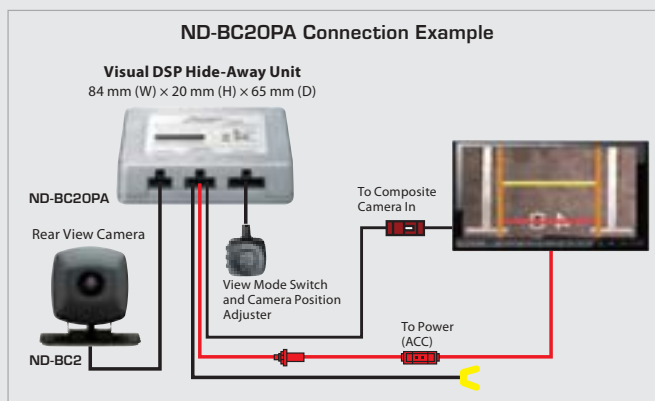 ND-BC20PA Connection Example
Visual DSP Hide-Away Unit
84 mm (W) × 20 mm (H) × 65 mm (D)
ND-BC20PA
Rear View Camera
To Composite
Camera In
View Mode Switch
and Camera Position
Adjuster
To Power
(ACC)
ND-BC2